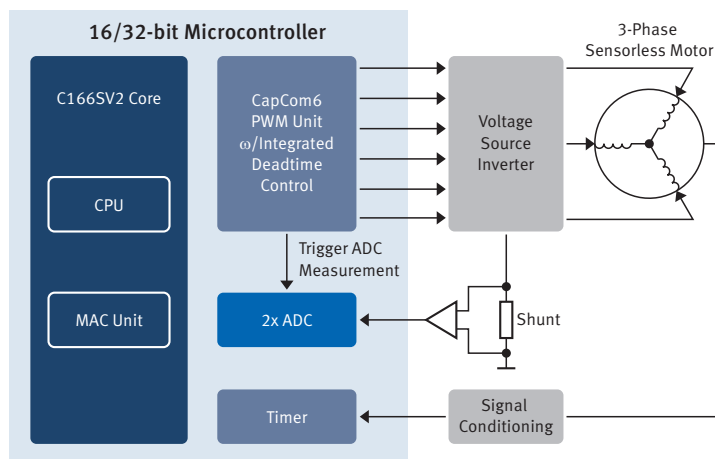 16/32-bit Microcontroller
3-Phase
Sensorless Motor
C166SV2 Core
CPU
MAC Unit
CapCom6
PWM Unit
ω/Integrated
Deadtime
Control
Voltage
Source
Inverter
Trigger ADC
Measurement
2x ADC
Shunt
Timer
Signal
Conditioning